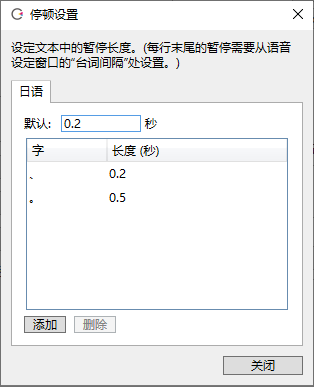 停顿设置
设定文本中的暂停长度。(每行末尾的暂停需要从语音
设定窗口的“台词间隔”处设置。)
日语
默认: 0.2 秒
字 长度 (秒)
、 0.2
。 0.5
添加 删除
关闭